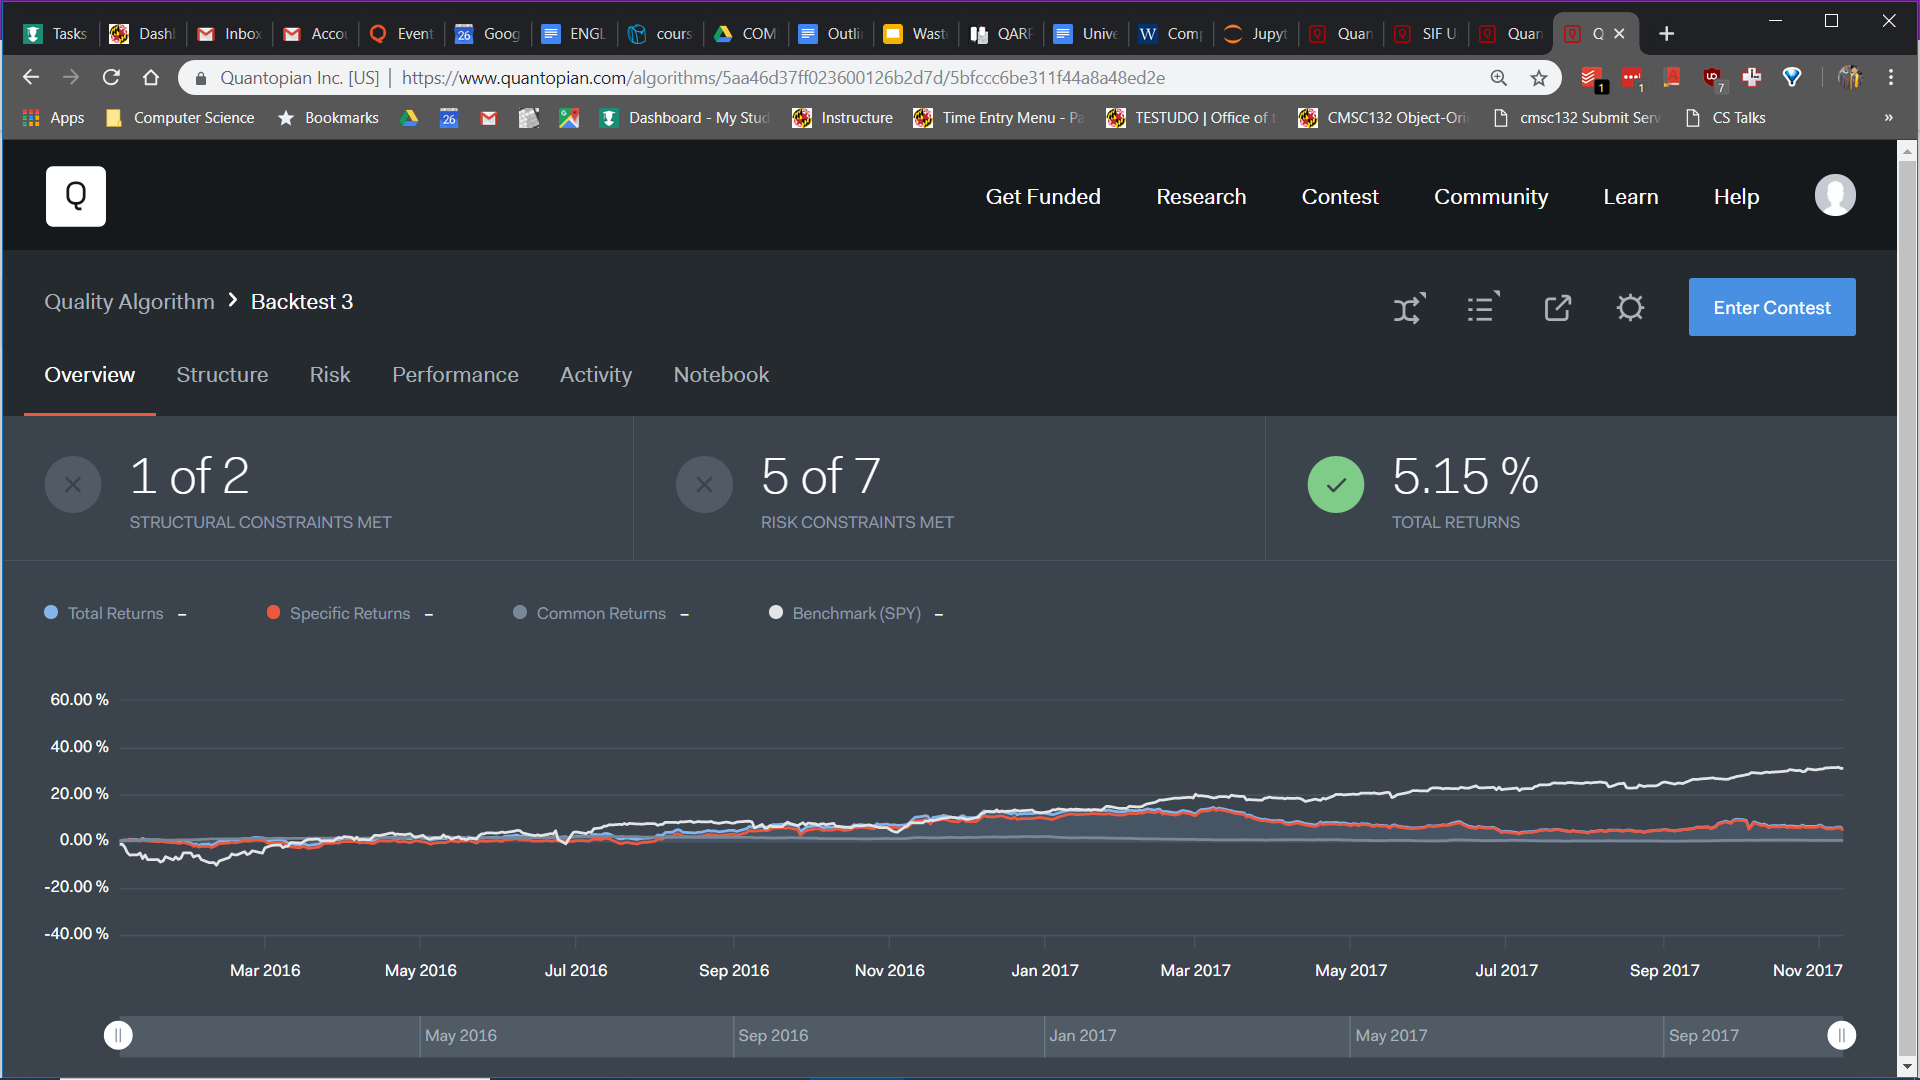 Tasks Dash Inbox Accou Event Goog ENGL cours COM Outlin Wast QARP Unive Comp Jupyt Quan SIF U Quan Q
Quantopian Inc. [US] | https://www.quantopian.com/algorithms/5aa46d37ff023600126b2d7d/5bfccc6be311f44a8a48ed2e
1 1 7
Apps Computer Science Bookmarks 26 Dashboard - My Stud Instructure Time Entry Menu - Pa TESTUDO | Office of t CMSC132 Object-Ori cmsc132 Submit Serv CS Talks »
Q Get Funded Research Contest Community Learn Help
Quality Algorithm > Backtest 3 Enter Contest
Overview Structure Risk Performance Activity Notebook
1 of 2 5 of 7 5.15 %
STRUCTURAL CONSTRAINTS MET RISK CONSTRAINTS MET TOTAL RETURNS
Total Returns – Specific Returns – Common Returns – Benchmark (SPY) –
60.00 %
40.00 %
20.00 %
0.00 %
-20.00 %
-40.00 %
Mar 2016 May 2016 Jul 2016 Sep 2016 Nov 2016 Jan 2017 Mar 2017 May 2017 Jul 2017 Sep 2017 Nov 2017
May 2016 Sep 2016 Jan 2017 May 2017 Sep 2017